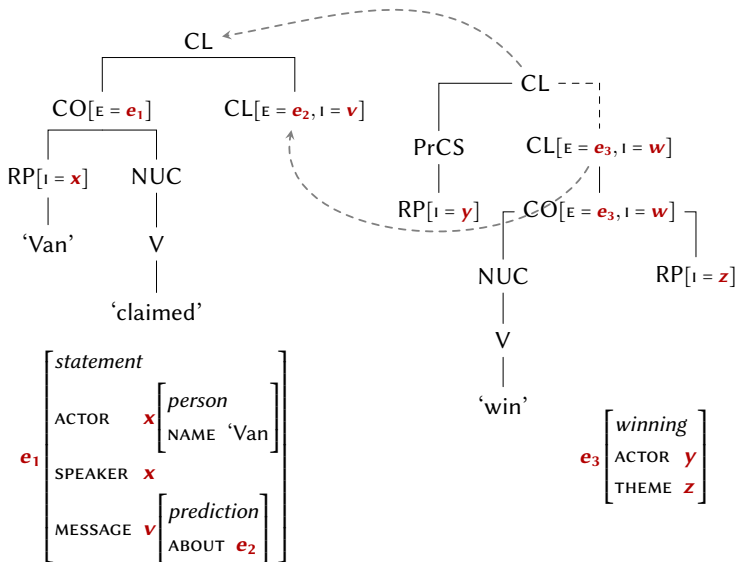 CL
CL
CO[E = e₁] CL[E = e₂, I = v]
PrCS CL[E = e₃, I = w]
RP[I = x] NUC
RP[I = y] CO[E = e₃, I = w]
‘Van’ V
NUC RP[I = z]
‘claimed’
V
‘win’
e₁ statement
ACTOR x person
NAME ‘Van
SPEAKER x
MESSAGE v prediction
ABOUT e₂
e₃ winning
ACTOR y
THEME z